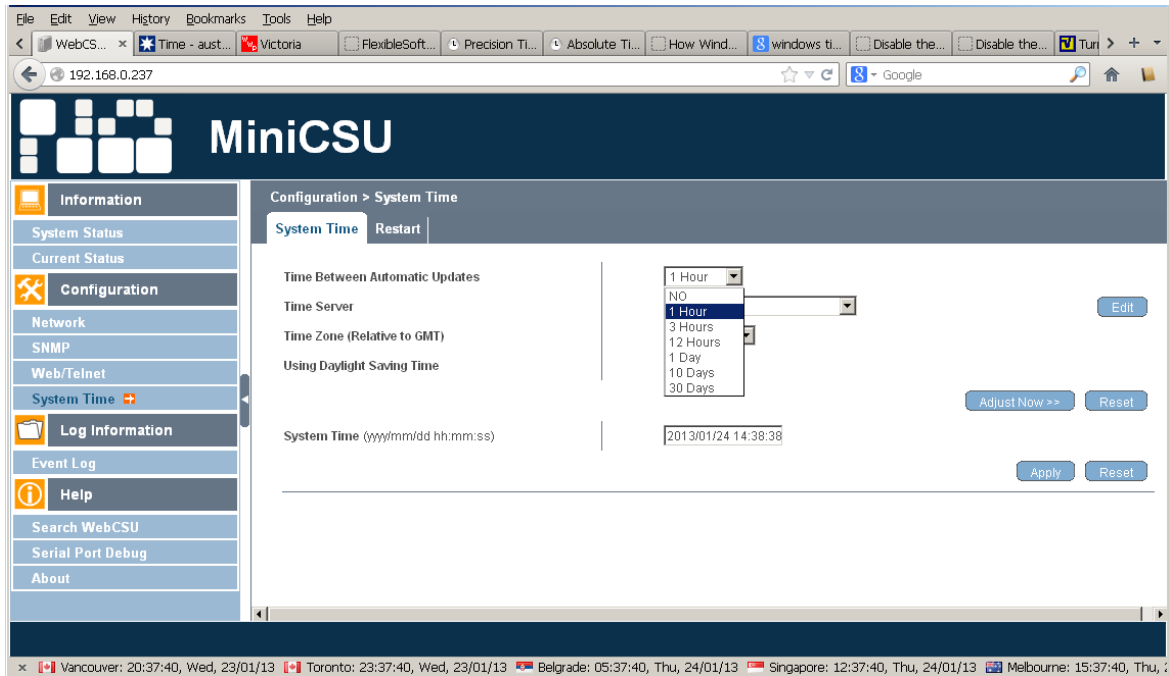 File Edit View History Bookmarks Tools Help
WebCS... × Time - aust... Victoria FlexibleSoft... Precision Ti... Absolute Ti... How Wind... windows ti... Disable the... Disable the... Turn
192.168.0.237 Google
MiniCSU
Information
System Status
Current Status
Configuration
Network
SNMP
Web/Telnet
System Time
Log Information
Event Log
Help
Search WebCSU
Serial Port Debug
About
Configuration > System Time
System Time Restart
Time Between Automatic Updates 1 Hour
NO
1 Hour
3 Hours
12 Hours
1 Day
10 Days
30 Days
Time Server Edit
Time Zone (Relative to GMT)
Using Daylight Saving Time
Adjust Now >> Reset
System Time (yyyy/mm/dd hh:mm:ss) 2013/01/24 14:38:38
Apply Reset
× Vancouver: 20:37:40, Wed, 23/01/13 Toronto: 23:37:40, Wed, 23/01/13 Belgrade: 05:37:40, Thu, 24/01/13 Singapore: 12:37:40, Thu, 24/01/13 Melbourne: 15:37:40, Thu,